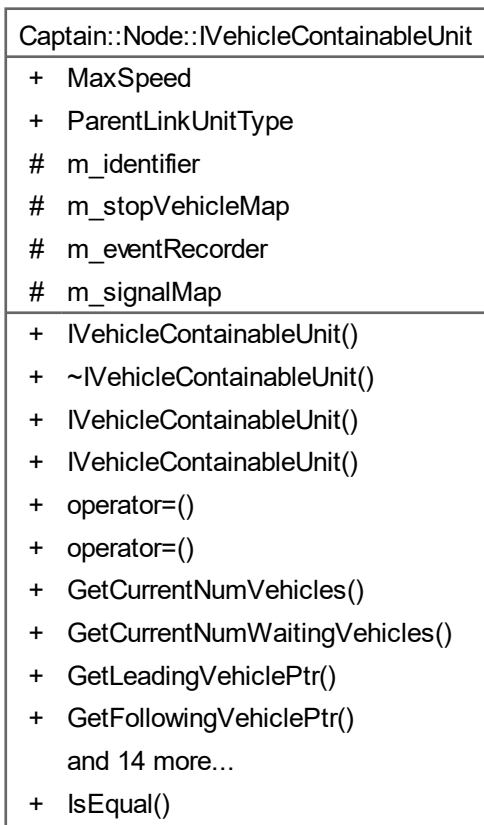 Captain::Node::IVehicleContainableUnit
+ MaxSpeed
+ ParentLinkUnitType
# m_identifier
# m_stopVehicleMap
# m_eventRecorder
# m_signalMap
+ IVehicleContainableUnit()
+ ~IVehicleContainableUnit()
+ IVehicleContainableUnit()
+ IVehicleContainableUnit()
+ operator=()
+ operator=()
+ GetCurrentNumVehicles()
+ GetCurrentNumWaitingVehicles()
+ GetLeadingVehiclePtr()
+ GetFollowingVehiclePtr()
and 14 more...
+ IsEqual()